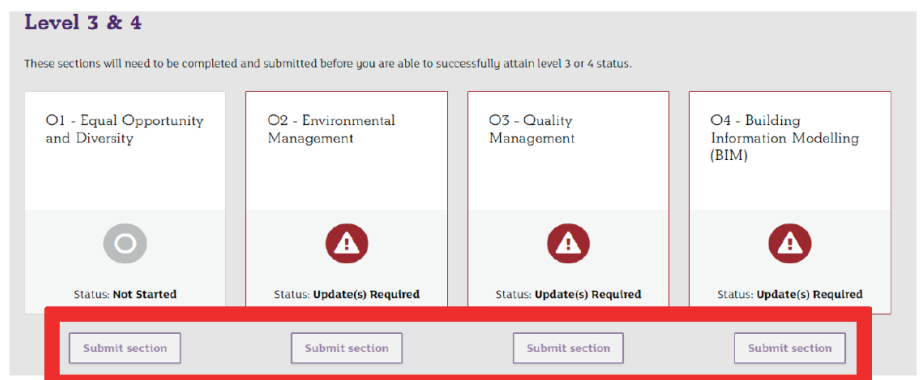 Level 3 & 4
These sections will need to be completed and submitted before you are able to successfully attain level 3 or 4 status.
O1 - Equal Opportunity
and Diversity
Status: Not Started
Submit section
O2 - Environmental
Management
Status: Update(s) Required
Submit section
O3 - Quality
Management
Status: Update(s) Required
Submit section
O4 - Building
Information Modelling
(BIM)
Status: Update(s) Required
Submit section